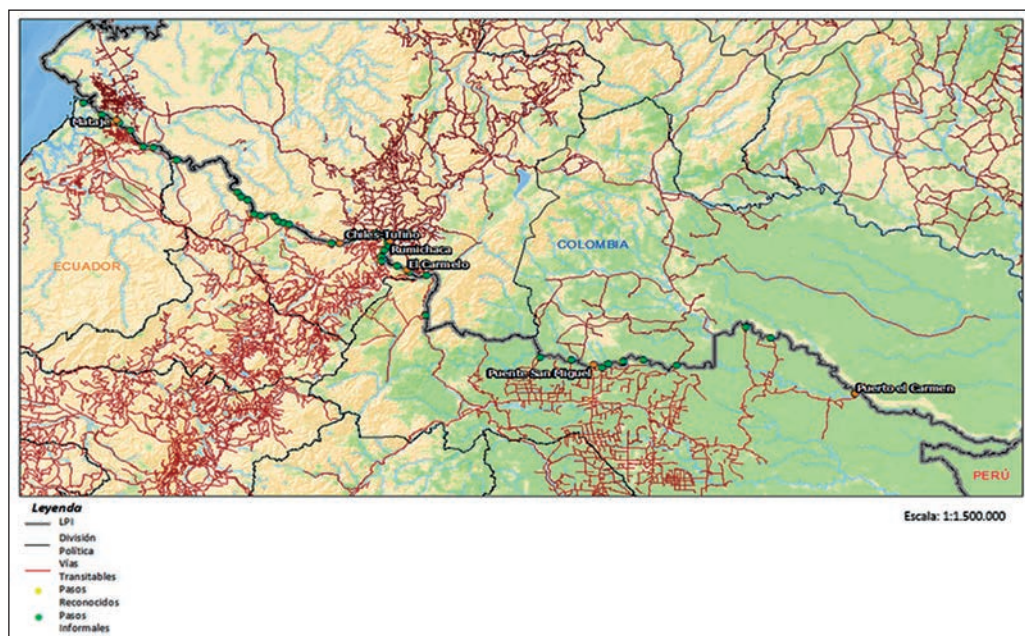 Mataje
Chiles-Tufiño
Rumichaca
El Carmelo
COLOMBIA
ECUADOR
Puente San Miguel
Puerto el Carmen
PERÚ
Leyenda
LPI
División
Política
Vías
Transitables
Pasos
Reconocidos
Pasos
Informales
Escala: 1:1.500.000